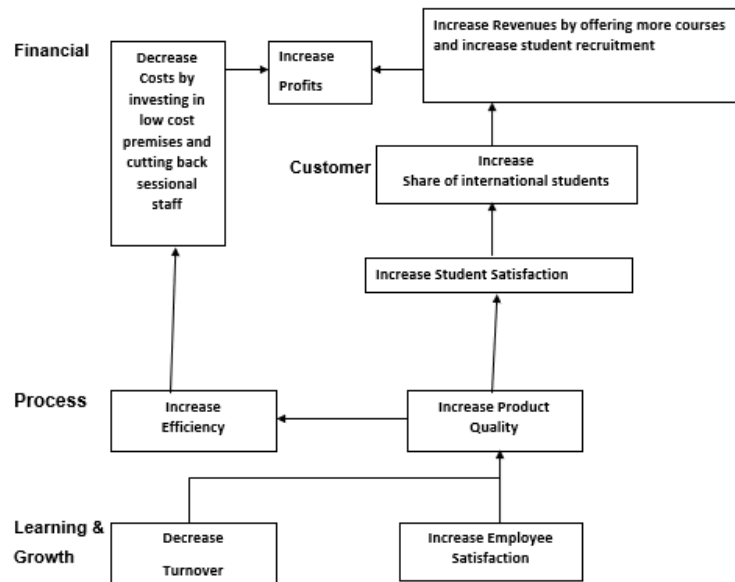 Financial
Decrease
Costs by
investing in
low cost
premises and
cutting back
sessional
staff
Increase
Profits
Increase Revenues by offering more courses
and increase student recruitment
Customer
Increase
Share of international students
Increase Student Satisfaction
Process
Increase
Efficiency
Increase Product
Quality
Learning &
Growth
Decrease
Turnover
Increase Employee
Satisfaction